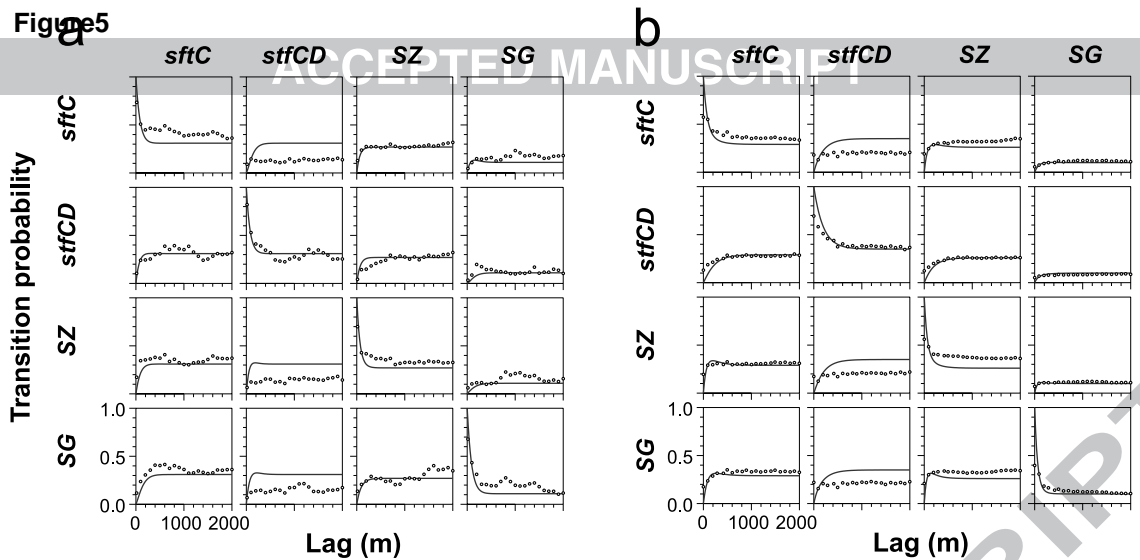 Figure5
a
b
ACCEPTED MANUSCRIPT
sftC stfCD SZ SG
sftC stfCD SZ SG
Transition probability
sftC
stfCD
SZ
SG
sftC
stfCD
SZ
SG
1.0
0.5
0.0
0 1000 2000
Lag (m)
1.0
0.5
0.0
0 1000 2000
Lag (m)
RIPT